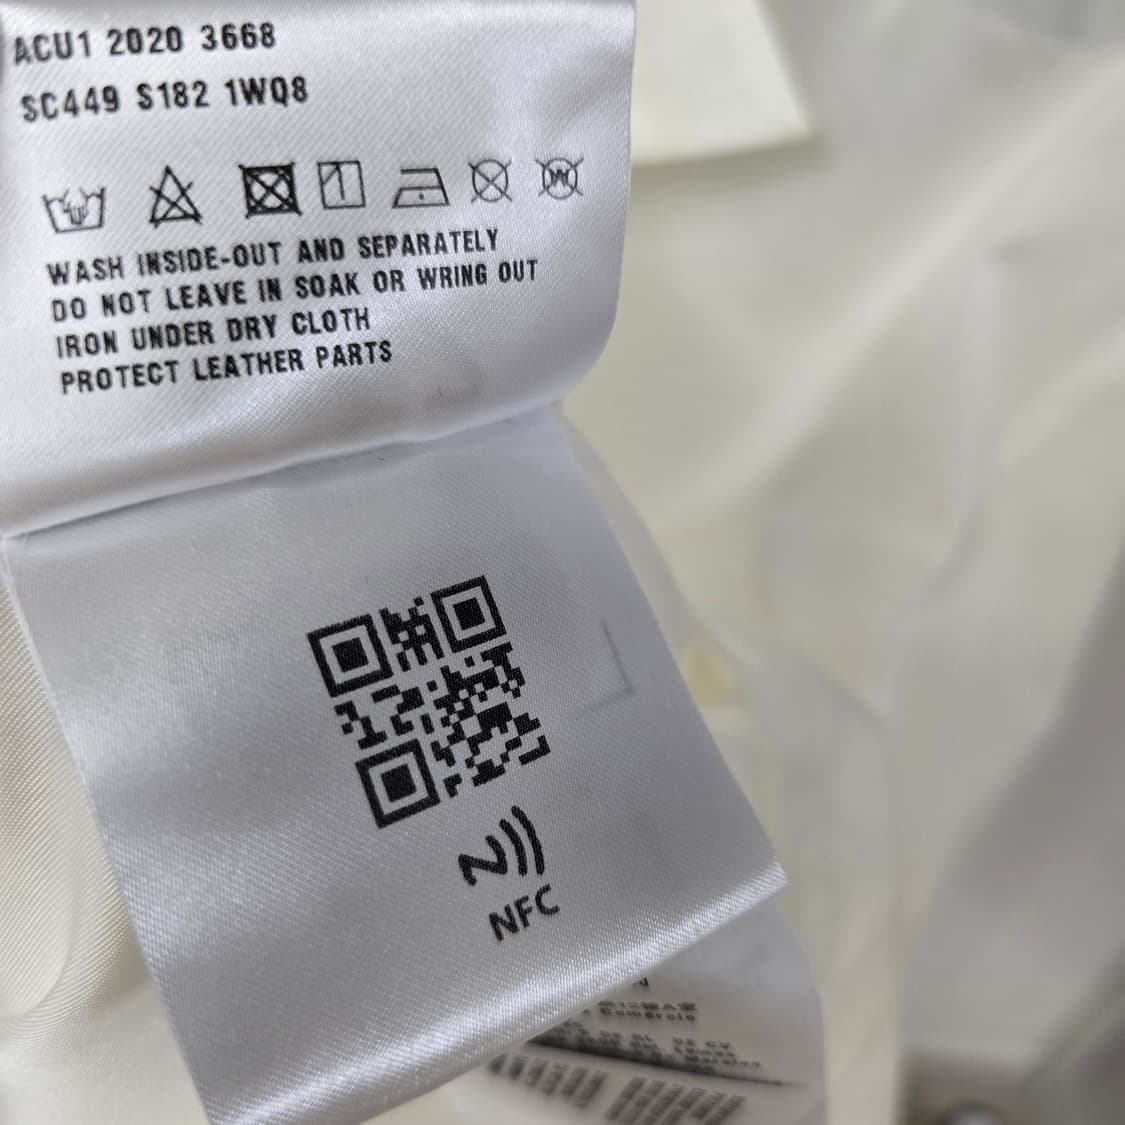 ACU1 2020 3668
SC449 S182 1WQ8
WASH INSIDE-OUT AND SEPARATELY
DO NOT LEAVE IN SOAK OR WRING OUT
IRON UNDER DRY CLOTH
PROTECT LEATHER PARTS
NFC